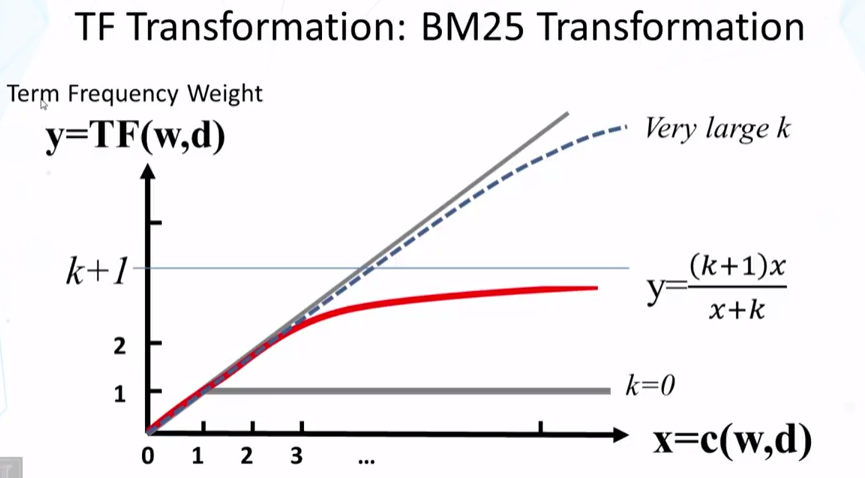 TF Transformation: BM25 Transformation
Term Frequency Weight
y=TF(w,d)
Very large k
k+1
y=(k+1)x
x+k
2
1
k=0
x=c(w,d)
0 1 2 3 ...